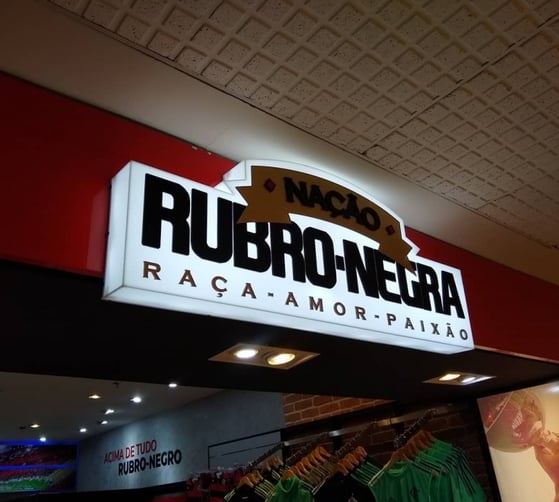 NAÇÃO
RUBRO-NEGRA
RAÇA-AMOR-PAIXÃO
ACIMA DE TUDO
RUBRO-NEGRO